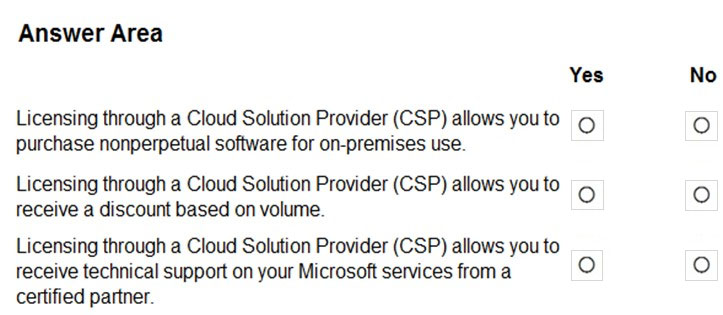 Answer Area
Yes No
Licensing through a Cloud Solution Provider (CSP) allows you to
purchase nonperpetual software for on-premises use.
Licensing through a Cloud Solution Provider (CSP) allows you to
receive a discount based on volume.
Licensing through a Cloud Solution Provider (CSP) allows you to
receive technical support on your Microsoft services from a
certified partner.